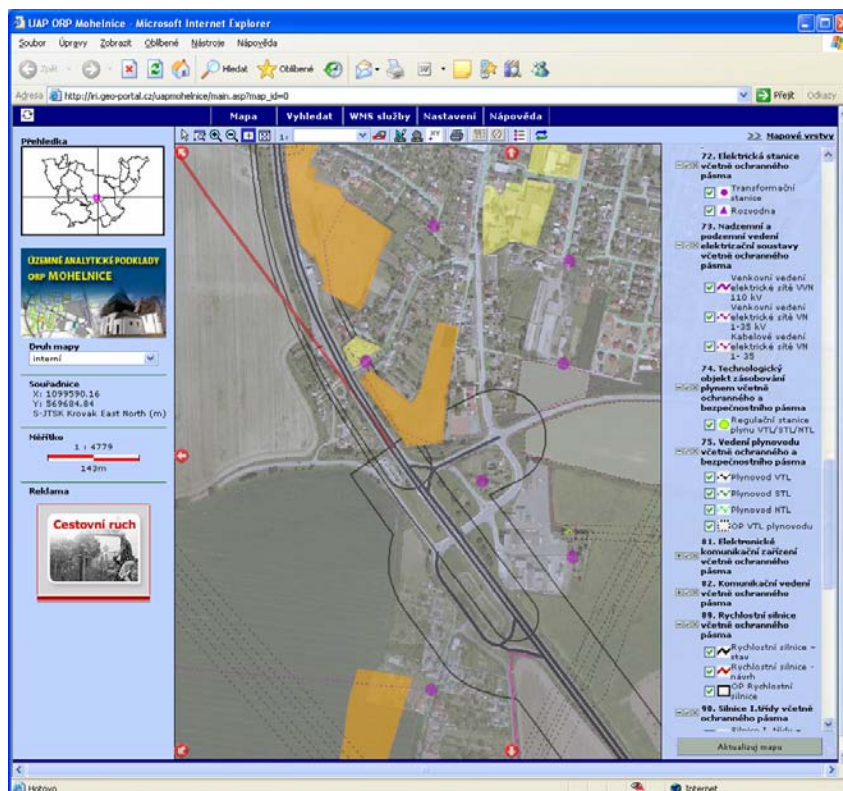 UAP ORP Mohelnice - Microsoft Internet Explorer
Soubor Úpravy Zobrazit Oblíbené Nástroje Nápověda
Zpět Hledat Oblíbené
Adresa http://iri.geo-portal.cz/uapmohelnice/main.asp?map_id=0 Přejít Odkazy
Mapa Vyhledat WMS služby Nastavení Nápověda
1:
>> Mapové vrstvy
Přehledka
ÚZEMNĚ ANALYTICKÉ PODKLADY
ORP MOHELNICE
Druh mapy
interní
Souřadnice
X: 1099590.16
Y: 569684.84
S-JTSK Krovak East North (m)
Měřítko
1 : 4779
143m
Reklama
Cestovní ruch
72. Elektrická stanice
včetně ochranného
pásma
Transformační
stanice
Rozvodna
73. Nadzemní a
podzemní vedení
elektrizační soustavy
včetně ochranného
pásma
Venkovní vedení
elektrické sítě VVN
110 kV
Venkovní vedení
elektrické sítě VN
1-35 kV
Kabelové vedení
elektrické sítě VN
1- 35
74. Technologický
objekt zásobování
plynem včetně
ochranného a
bezpečnostního pásma
Regulační stanice
plynu VTL/STL/NTL
75. Vedení plynovodu
včetně ochranného a
bezpečnostního pásma
Plynovod VTL
Plynovod STL
Plynovod NTL
OP VTL plynovodu
81. Elektronické
komunikační zařízení
včetně ochranného
pásma
82. Komunikační vedení
včetně ochranného
pásma
89. Rychlostní silnice
včetně ochranného
pásma
Rychlostní silnice -
stav
Rychlostní silnice -
návrh
OP Rychlostní
silnice
90. Silnice I.třídy včetně
ochranného pásma
Silnice I. třídy -
Aktualizuj mapu
Hotovo Internet